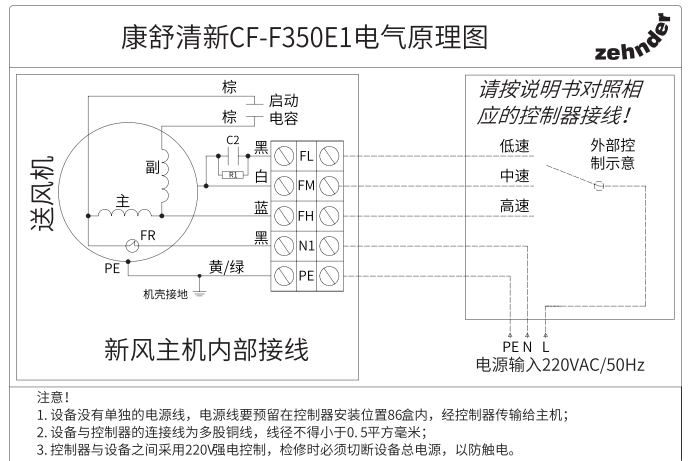 康舒清新CF-F350E1电气原理图
zehnder
请按说明书对照相
应的控制器接线！
棕
启动
棕
电容
C2
黑
R1
FL
低速
外部控
制示意
送风机
副
白
FM
中速
主
蓝
FH
高速
FR
黑
N1
PE
黄/绿
PE
机壳接地
新风主机内部接线
PE N L
电源输入220VAC/50Hz
注意！
1. 设备没有单独的电源线，电源线要预留在控制器安装位置86盒内，经控制器传输给主机；
2. 设备与控制器的连接线为多股铜线，线径不得小于0.5平方毫米；
3. 控制器与设备之间采用220V强电控制，检修时必须切断设备总电源，以防触电。